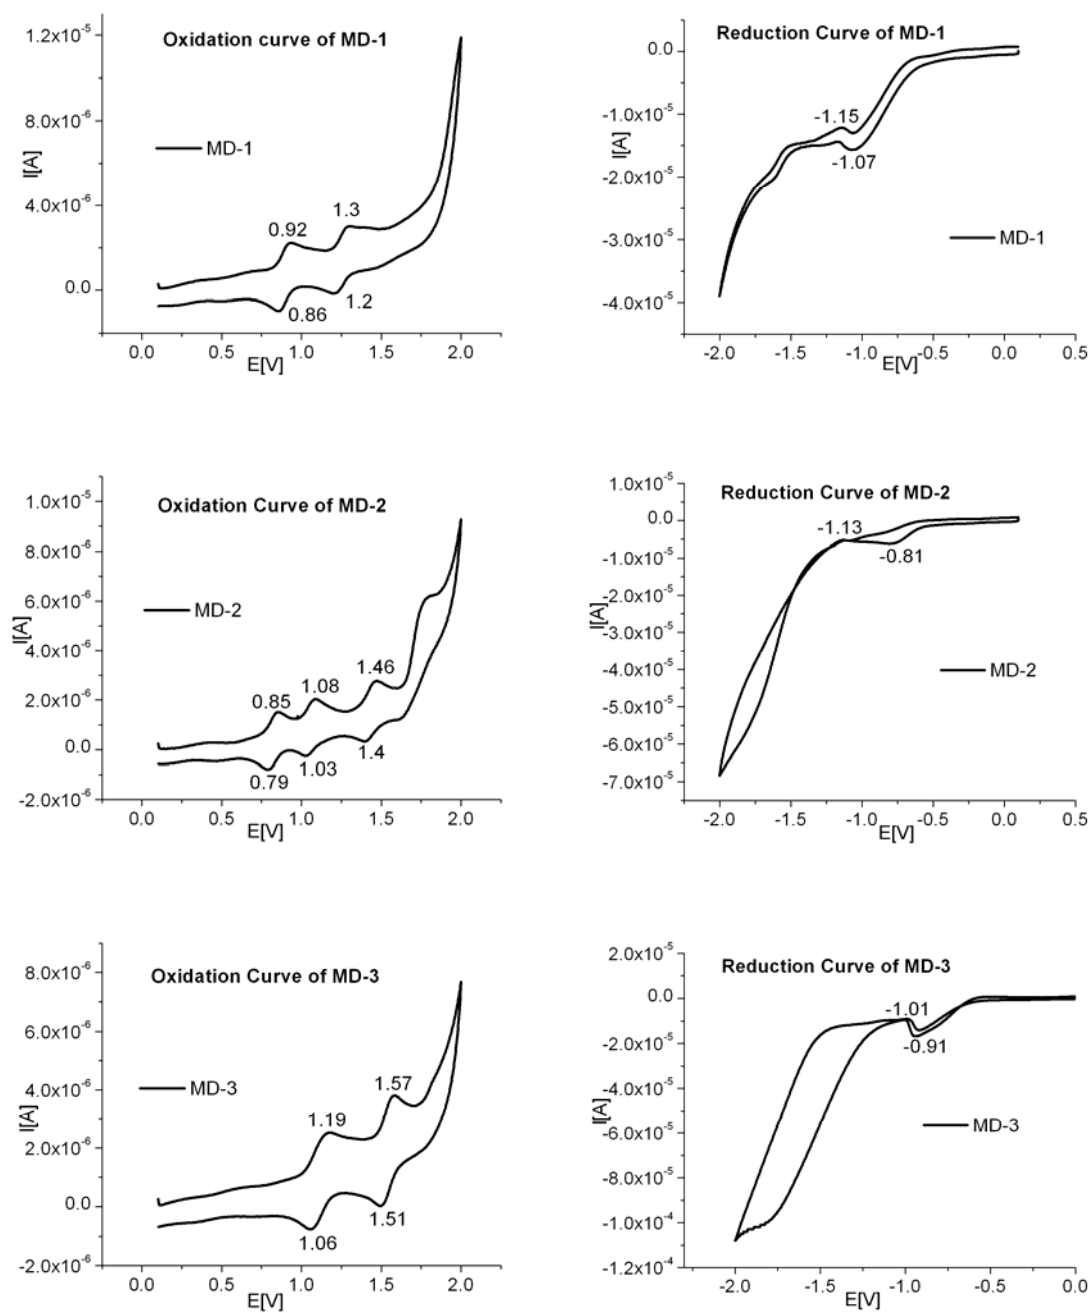 Oxidation curve of MD-1
1.2x10⁻⁵
8.0x10⁻⁶
4.0x10⁻⁶
0.0
I[A]
MD-1
0.92
1.3
0.86
1.2
0.0 0.5 1.0 1.5 2.0
E[V]
Reduction Curve of MD-1
0.0
-1.0x10⁻⁵
-2.0x10⁻⁵
-3.0x10⁻⁵
-4.0x10⁻⁵
I[A]
-1.15
-1.07
MD-1
-2.0 -1.5 -1.0 -0.5 0.0 0.5
E[V]
Oxidation Curve of MD-2
1.0x10⁻⁵
8.0x10⁻⁶
6.0x10⁻⁶
4.0x10⁻⁶
2.0x10⁻⁶
0.0
-2.0x10⁻⁶
I[A]
MD-2
0.85
1.08
1.46
0.79
1.03
1.4
0.0 0.5 1.0 1.5 2.0
E[V]
Reduction Curve of MD-2
1.0x10⁻⁵
0.0
-1.0x10⁻⁵
-2.0x10⁻⁵
-3.0x10⁻⁵
-4.0x10⁻⁵
-5.0x10⁻⁵
-6.0x10⁻⁵
-7.0x10⁻⁵
I[A]
-1.13
-0.81
MD-2
-2.0 -1.5 -1.0 -0.5 0.0 0.5
E[V]
Oxidation Curve of MD-3
8.0x10⁻⁶
6.0x10⁻⁶
4.0x10⁻⁶
2.0x10⁻⁶
0.0
-2.0x10⁻⁶
I[A]
MD-3
1.19
1.57
1.06
1.51
0.0 0.5 1.0 1.5 2.0
E[V]
Reduction Curve of MD-3
2.0x10⁻⁵
0.0
-2.0x10⁻⁵
-4.0x10⁻⁵
-6.0x10⁻⁵
-8.0x10⁻⁵
-1.0x10⁻⁴
-1.2x10⁻⁴
I[A]
-1.01
-0.91
MD-3
-2.0 -1.5 -1.0 -0.5 0.0
E[V]